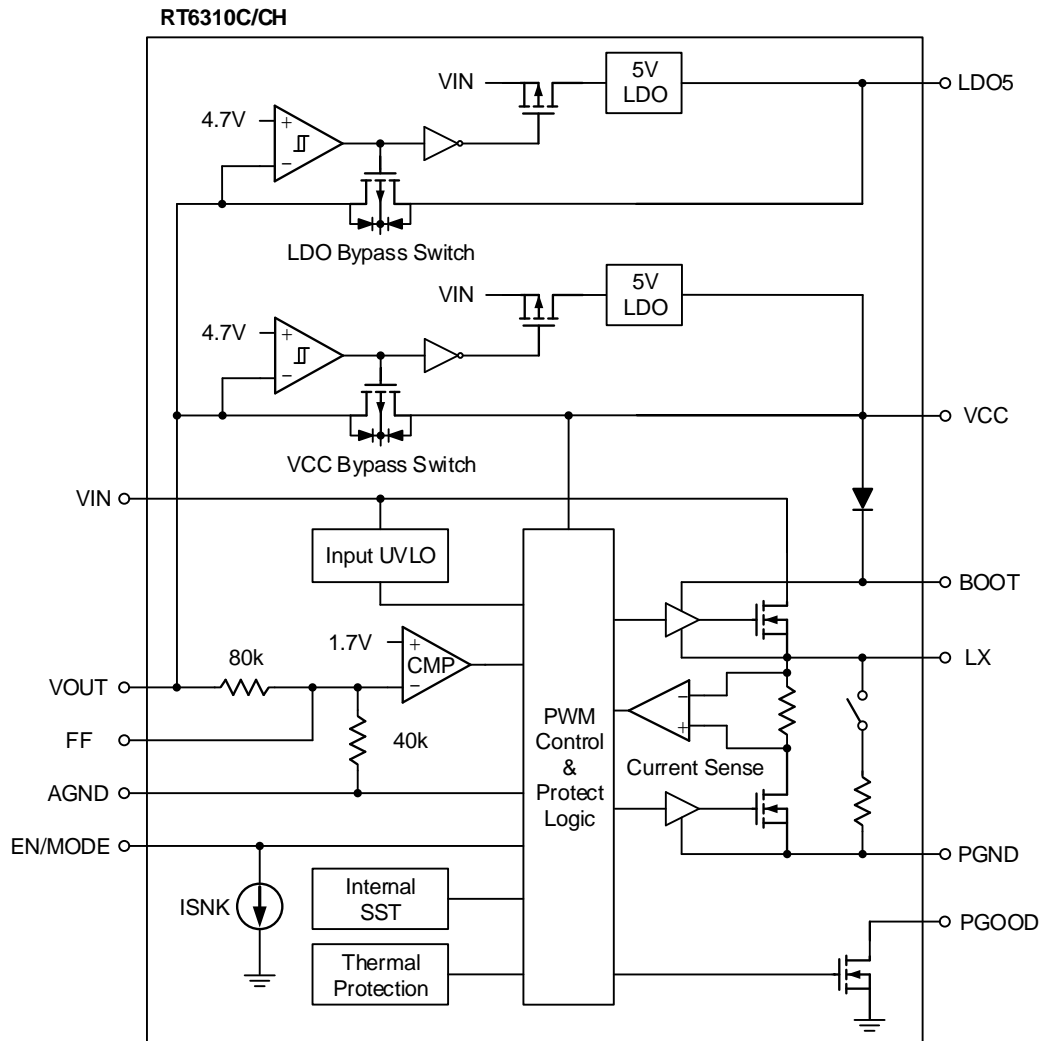 RT6310C/CH
VIN
5V
LDO
LDO5
4.7V
+
−
LDO Bypass Switch
VIN
5V
LDO
4.7V
+
−
VCC
VCC Bypass Switch
VIN
Input UVLO
BOOT
1.7V
+
CMP
−
80k
VOUT
LX
FF
40k
−
+
Current Sense
PWM
Control
&
Protect
Logic
AGND
EN/MODE
PGND
ISNK
Internal
SST
Thermal
Protection
PGOOD